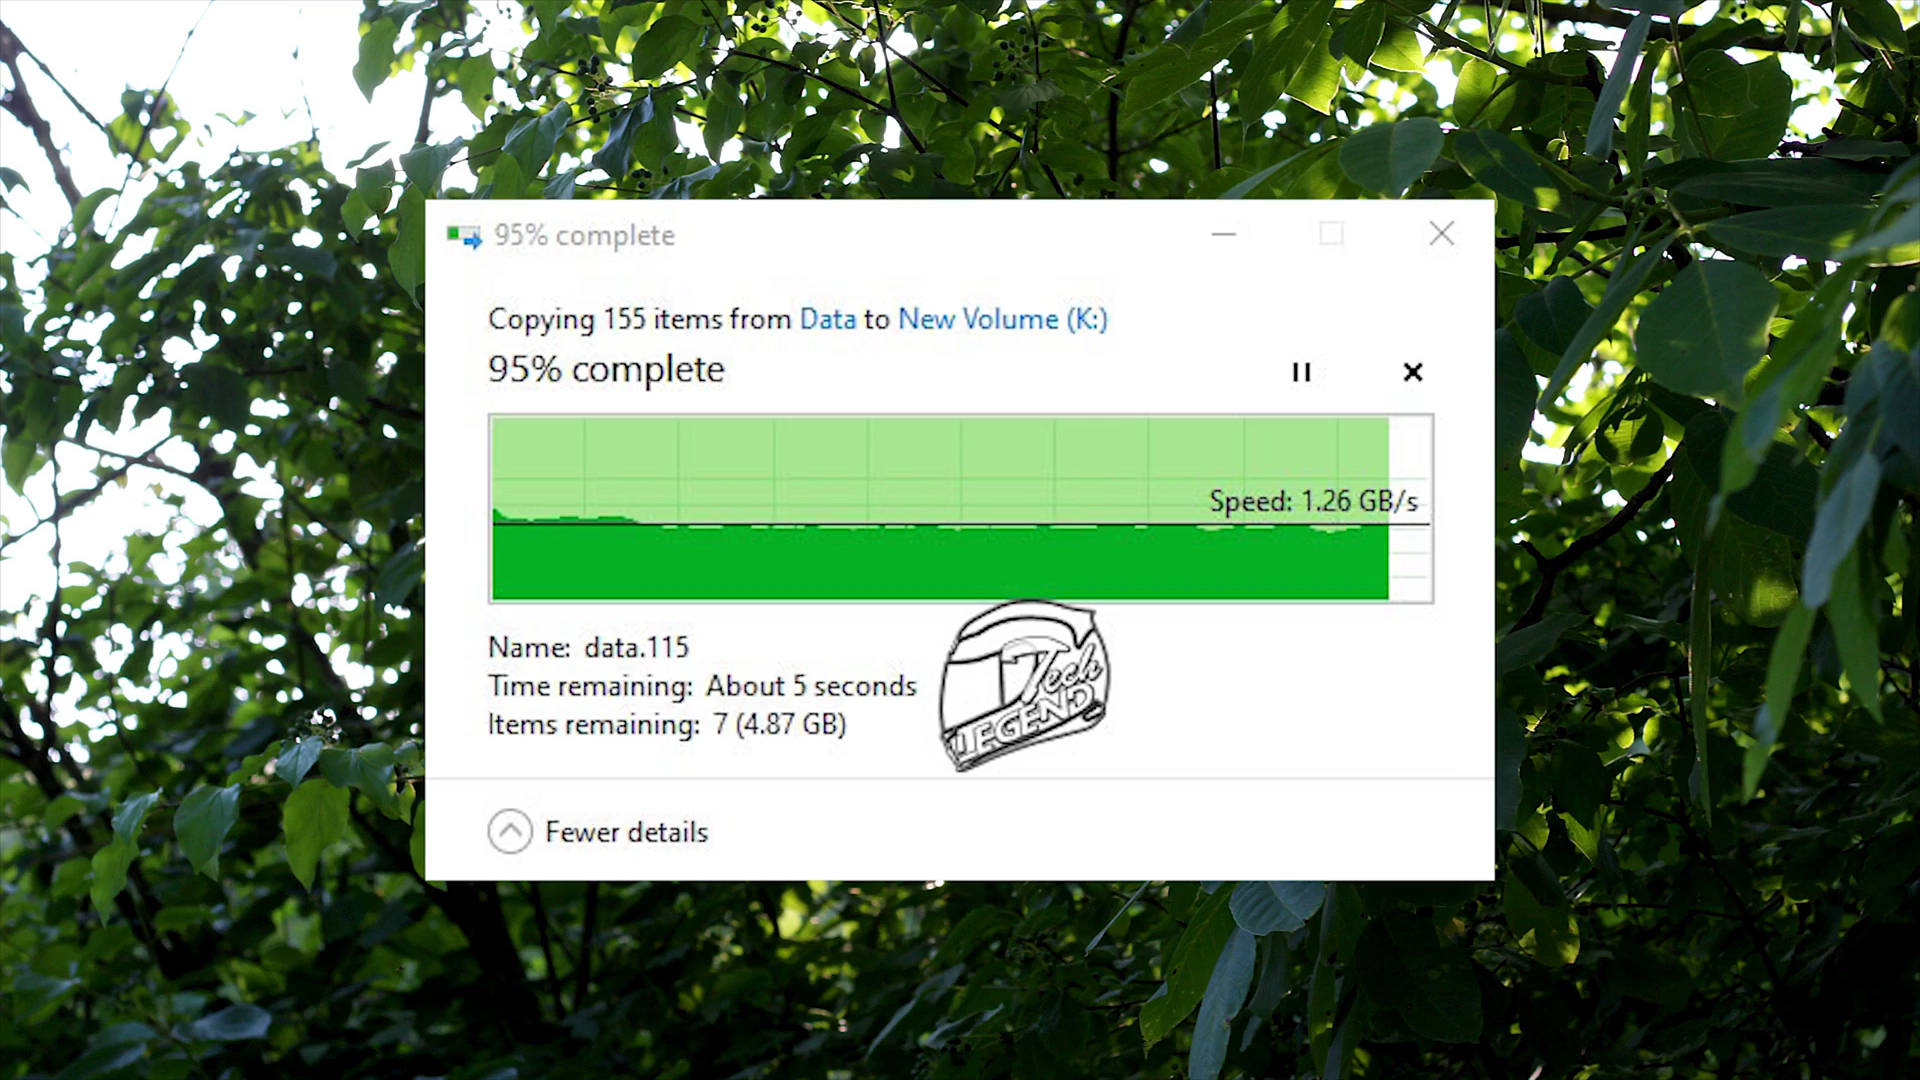 95% complete
Copying 155 items from Data to New Volume (K:)
95% complete
Speed: 1.26 GB/s
Name: data.115
Time remaining: About 5 seconds
Items remaining: 7 (4.87 GB)
Tech
LEGEND
Fewer details